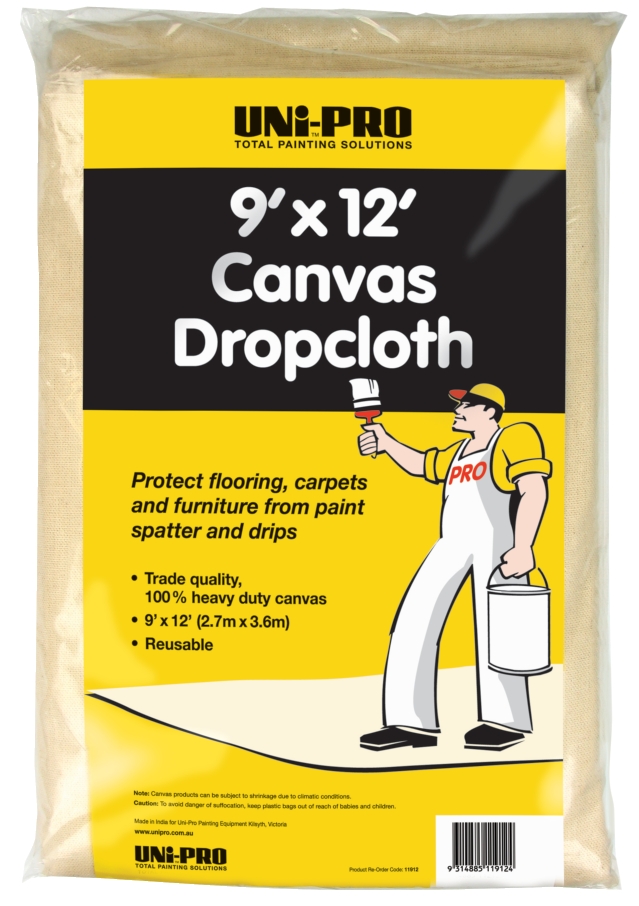 UNi-PRO
TM
TOTAL PAINTING SOLUTIONS
9' x 12'
Canvas
Dropcloth
PRO
Protect flooring, carpets
and furniture from paint
spatter and drips
• Trade quality,
100% heavy duty canvas
• 9' x 12' (2.7m x 3.6m)
• Reusable
Note: Canvas products can be subject to shrinkage due to climatic conditions.
Caution: To avoid danger of suffocation, keep plastic bags out of reach of babies and children.
Made in India for Uni-Pro Painting Equipment Kilsyth, Victoria
www.unipro.com.au
UNi-PRO
TOTAL PAINTING SOLUTIONS
Product Re-Order Code: 11912
9 314885 119124